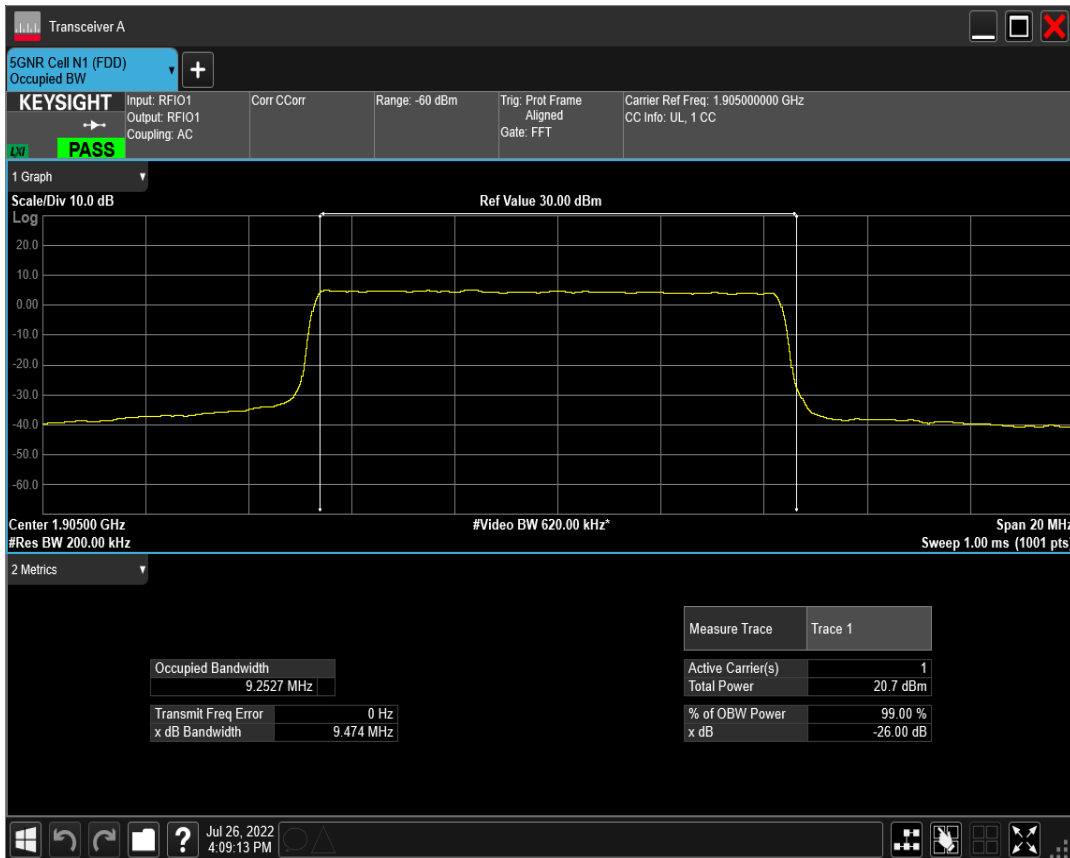 Transceiver A
5GNR Cell N1 (FDD)
Occupied BW
KEYSIGHT
LXI
PASS
Input: RFIO1
Output: RFIO1
Coupling: AC
Corr CCorr
Range: -60 dBm
Trig: Prot Frame
Aligned
Gate: FFT
Carrier Ref Freq: 1.905000000 GHz
CC Info: UL, 1 CC
1 Graph
Scale/Div 10.0 dB
Ref Value 30.00 dBm
Log
20.0
10.0
0.00
-10.0
-20.0
-30.0
-40.0
-50.0
-60.0
Center 1.90500 GHz
#Video BW 620.00 kHz*
Span 20 MHz
#Res BW 200.00 kHz
Sweep 1.00 ms (1001 pts)
2 Metrics
Measure Trace Trace 1
Occupied Bandwidth
9.2527 MHz
Active Carrier(s) 1
Total Power 20.7 dBm
Transmit Freq Error 0 Hz
x dB Bandwidth 9.474 MHz
% of OBW Power 99.00 %
x dB -26.00 dB
?
Jul 26, 2022
4:09:13 PM